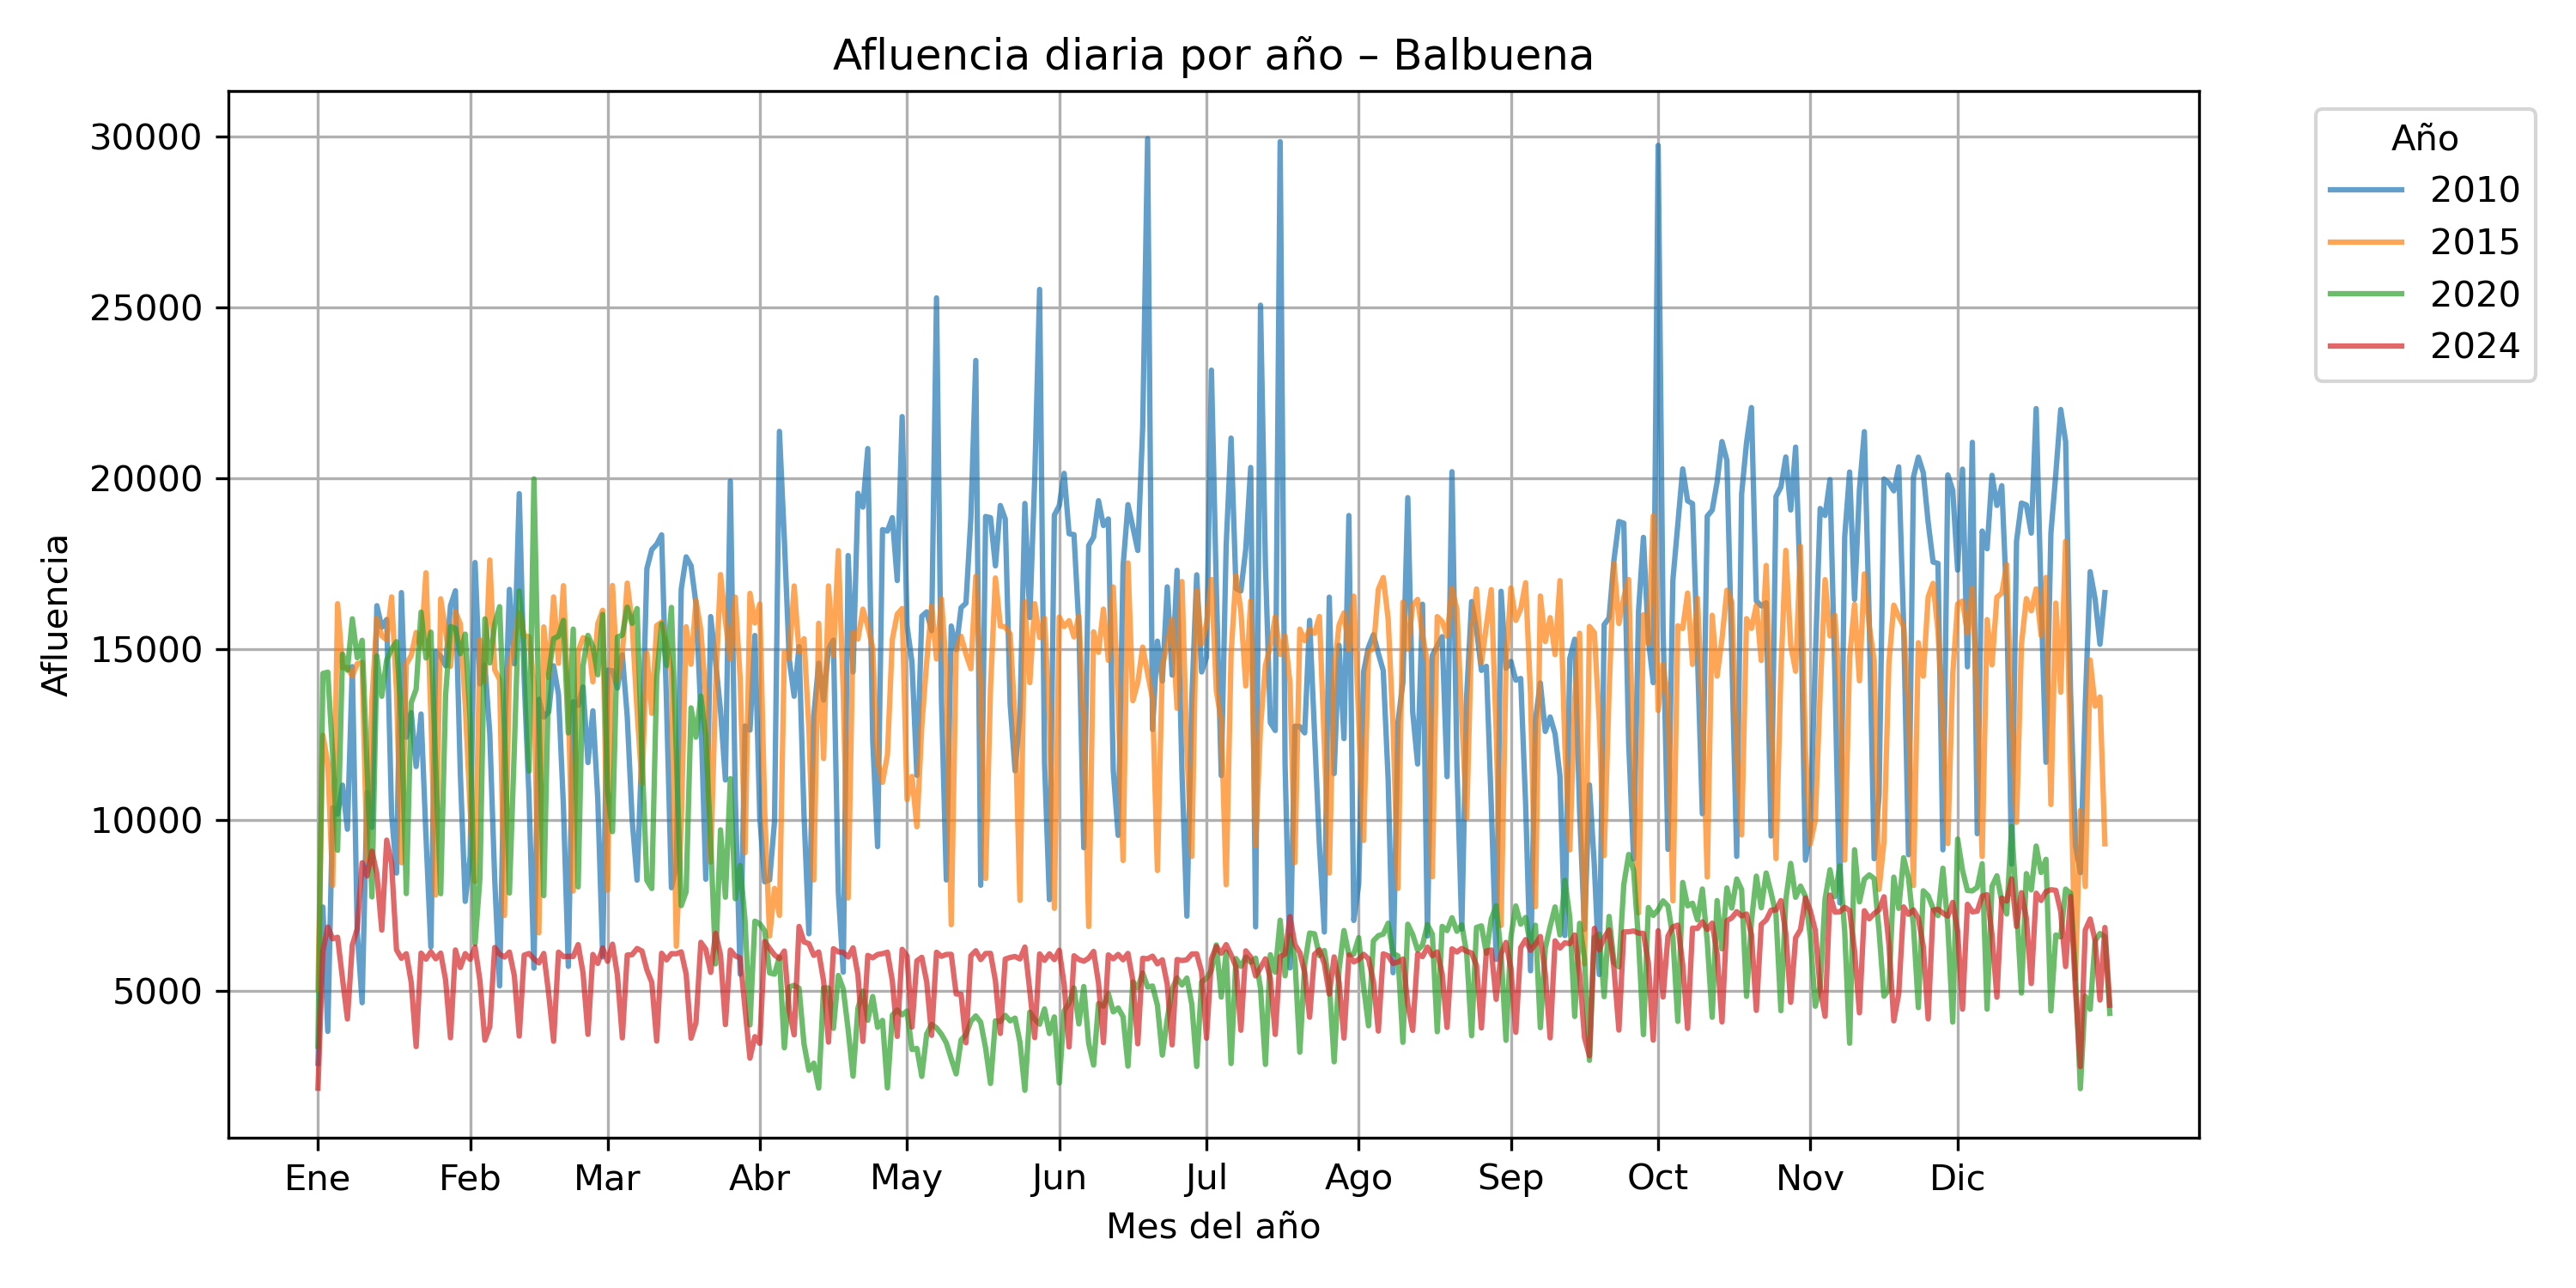 Afluencia diaria por año – Balbuena
Año
2010
2015
2020
2024
Afluencia
30000
25000
20000
15000
10000
5000
Ene Feb Mar Abr May Jun Jul Ago Sep Oct Nov Dic
Mes del año